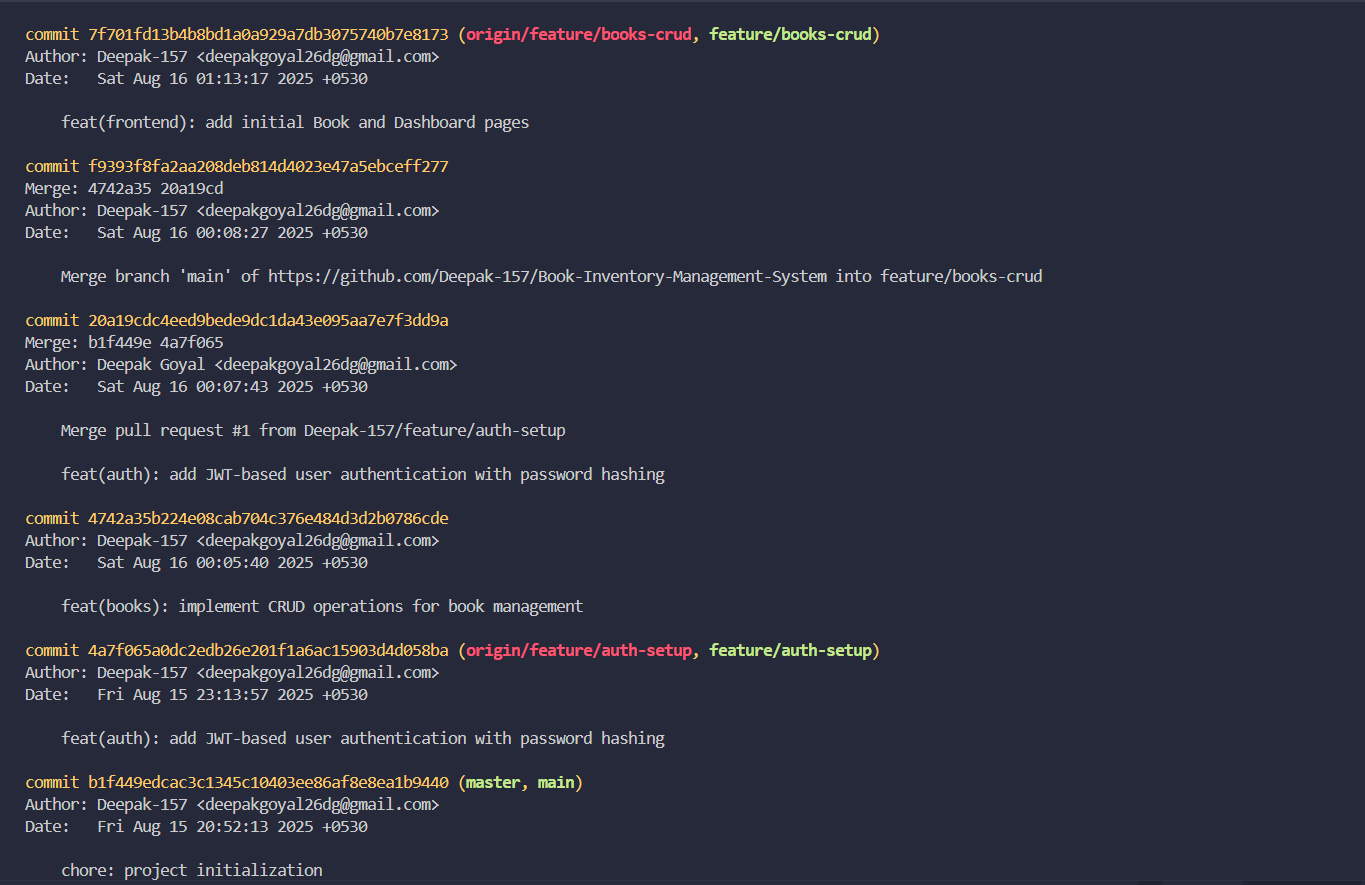 commit 7f701fd13b4b8bd1a0a929a7db3075740b7e8173 (origin/feature/books-crud, feature/books-crud)
Author: Deepak-157 <deepakgoyal26dg@gmail.com>
Date:   Sat Aug 16 01:13:17 2025 +0530
feat(frontend): add initial Book and Dashboard pages
commit f9393f8fa2aa208deb814d4023e47a5ebceff277
Merge: 4742a35 20a19cd
Author: Deepak-157 <deepakgoyal26dg@gmail.com>
Date:   Sat Aug 16 00:08:27 2025 +0530
Merge branch 'main' of https://github.com/Deepak-157/Book-Inventory-Management-System into feature/books-crud
commit 20a19cdc4eed9bede9dc1da43e095aa7e7f3dd9a
Merge: b1f449e 4a7f065
Author: Deepak Goyal <deepakgoyal26dg@gmail.com>
Date:   Sat Aug 16 00:07:43 2025 +0530
Merge pull request #1 from Deepak-157/feature/auth-setup
feat(auth): add JWT-based user authentication with password hashing
commit 4742a35b224e08cab704c376e484d3d2b0786cde
Author: Deepak-157 <deepakgoyal26dg@gmail.com>
Date:   Sat Aug 16 00:05:40 2025 +0530
feat(books): implement CRUD operations for book management
commit 4a7f065a0dc2edb26e201f1a6ac15903d4d058ba (origin/feature/auth-setup, feature/auth-setup)
Author: Deepak-157 <deepakgoyal26dg@gmail.com>
Date:   Fri Aug 15 23:13:57 2025 +0530
feat(auth): add JWT-based user authentication with password hashing
commit b1f449edcac3c1345c10403ee86af8e8ea1b9440 (master, main)
Author: Deepak-157 <deepakgoyal26dg@gmail.com>
Date:   Fri Aug 15 20:52:13 2025 +0530
chore: project initialization